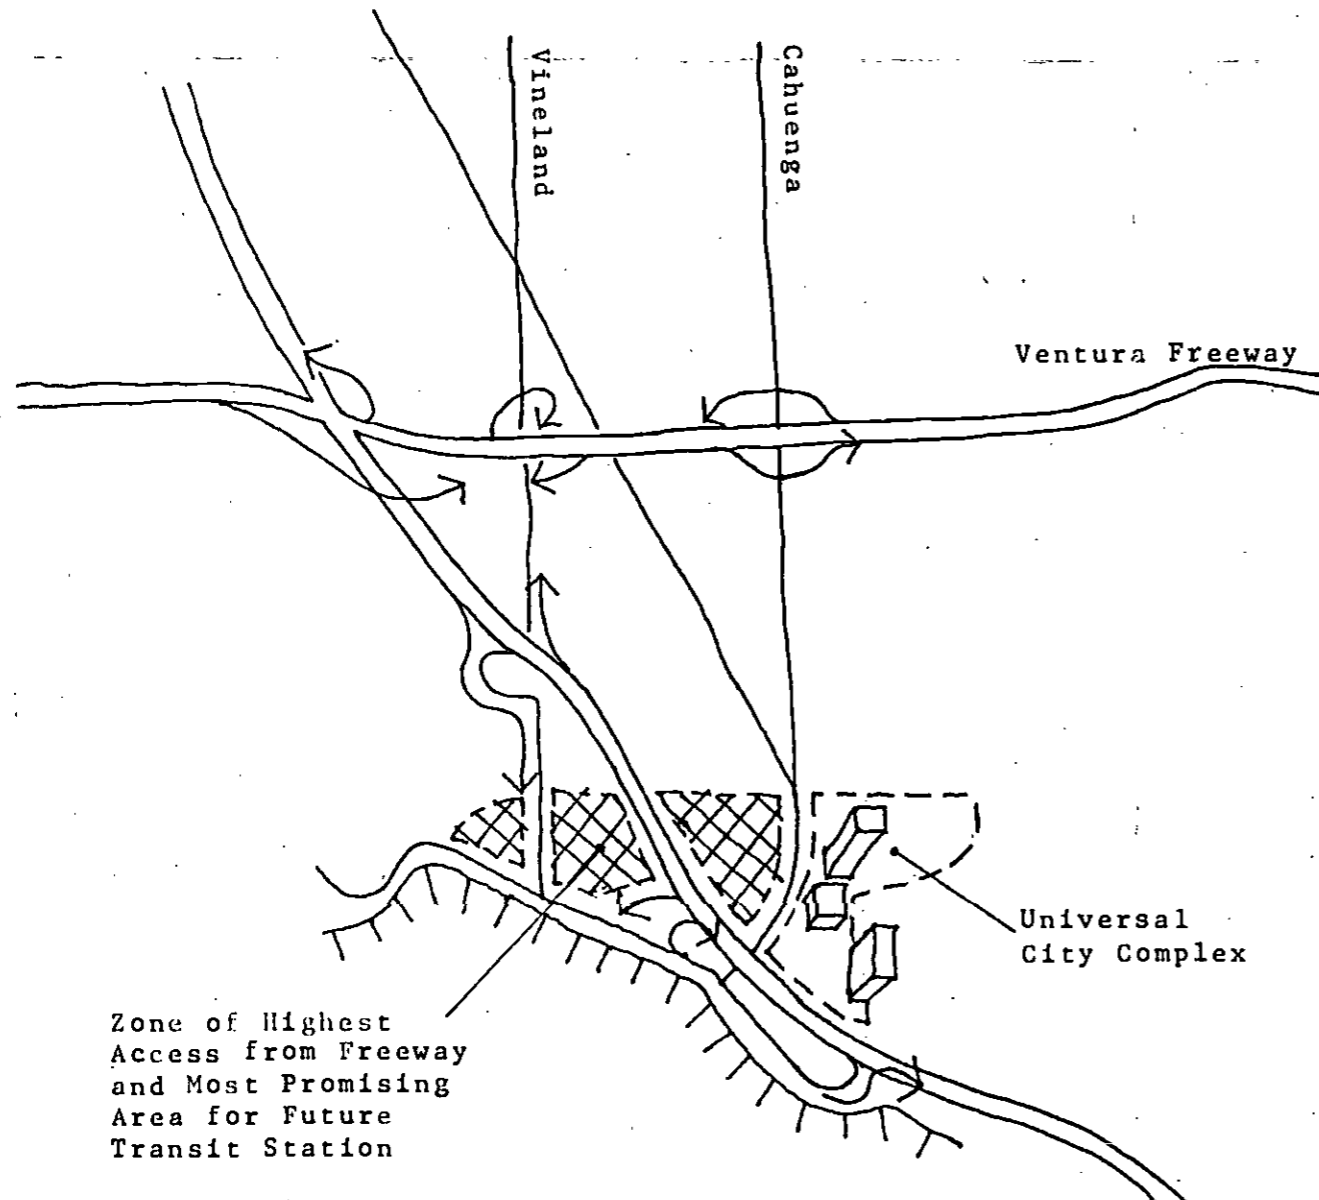 Vineland
Cahuenga
Ventura Freeway
Universal
City Complex
Zone of Highest
Access from Freeway
and Most Promising
Area for Future
Transit Station